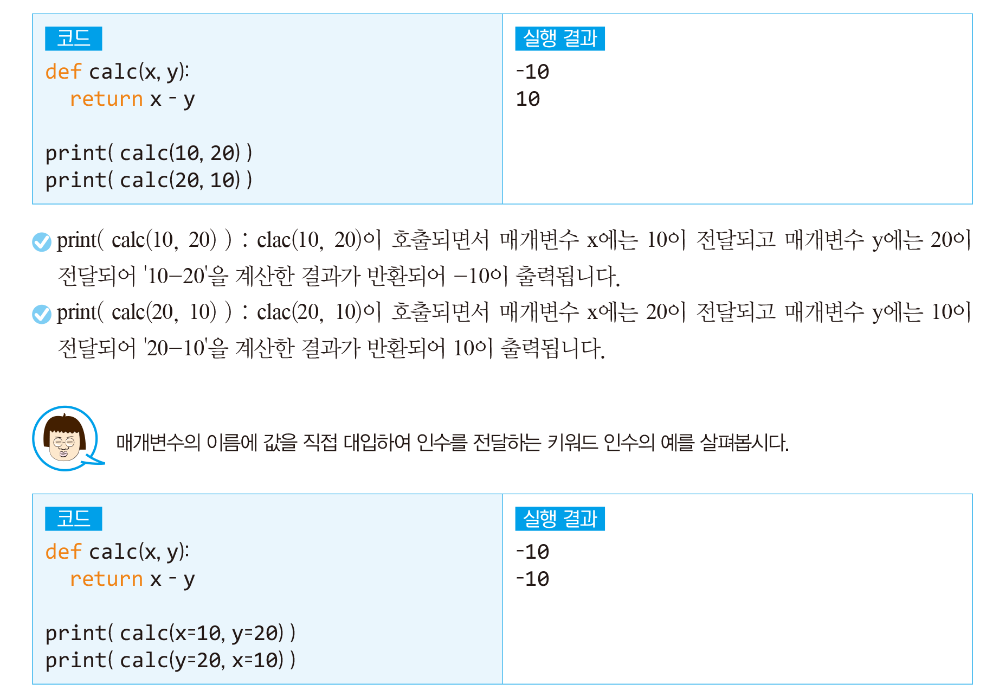 코드
def calc(x, y):
  return x - y
print( calc(10, 20) )
print( calc(20, 10) )
실행 결과
-10
10
print( calc(10, 20) ) : clac(10, 20)이 호출되면서 매개변수 x에는 10이 전달되고 매개변수 y에는 20이
전달되어 '10-20'을 계산한 결과가 반환되어 -10이 출력됩니다.
print( calc(20, 10) ) : clac(20, 10)이 호출되면서 매개변수 x에는 20이 전달되고 매개변수 y에는 10이
전달되어 '20-10'을 계산한 결과가 반환되어 10이 출력됩니다.
매개변수의 이름에 값을 직접 대입하여 인수를 전달하는 키워드 인수의 예를 살펴봅시다.
코드
def calc(x, y):
  return x - y
print( calc(x=10, y=20) )
print( calc(y=20, x=10) )
실행 결과
-10
-10